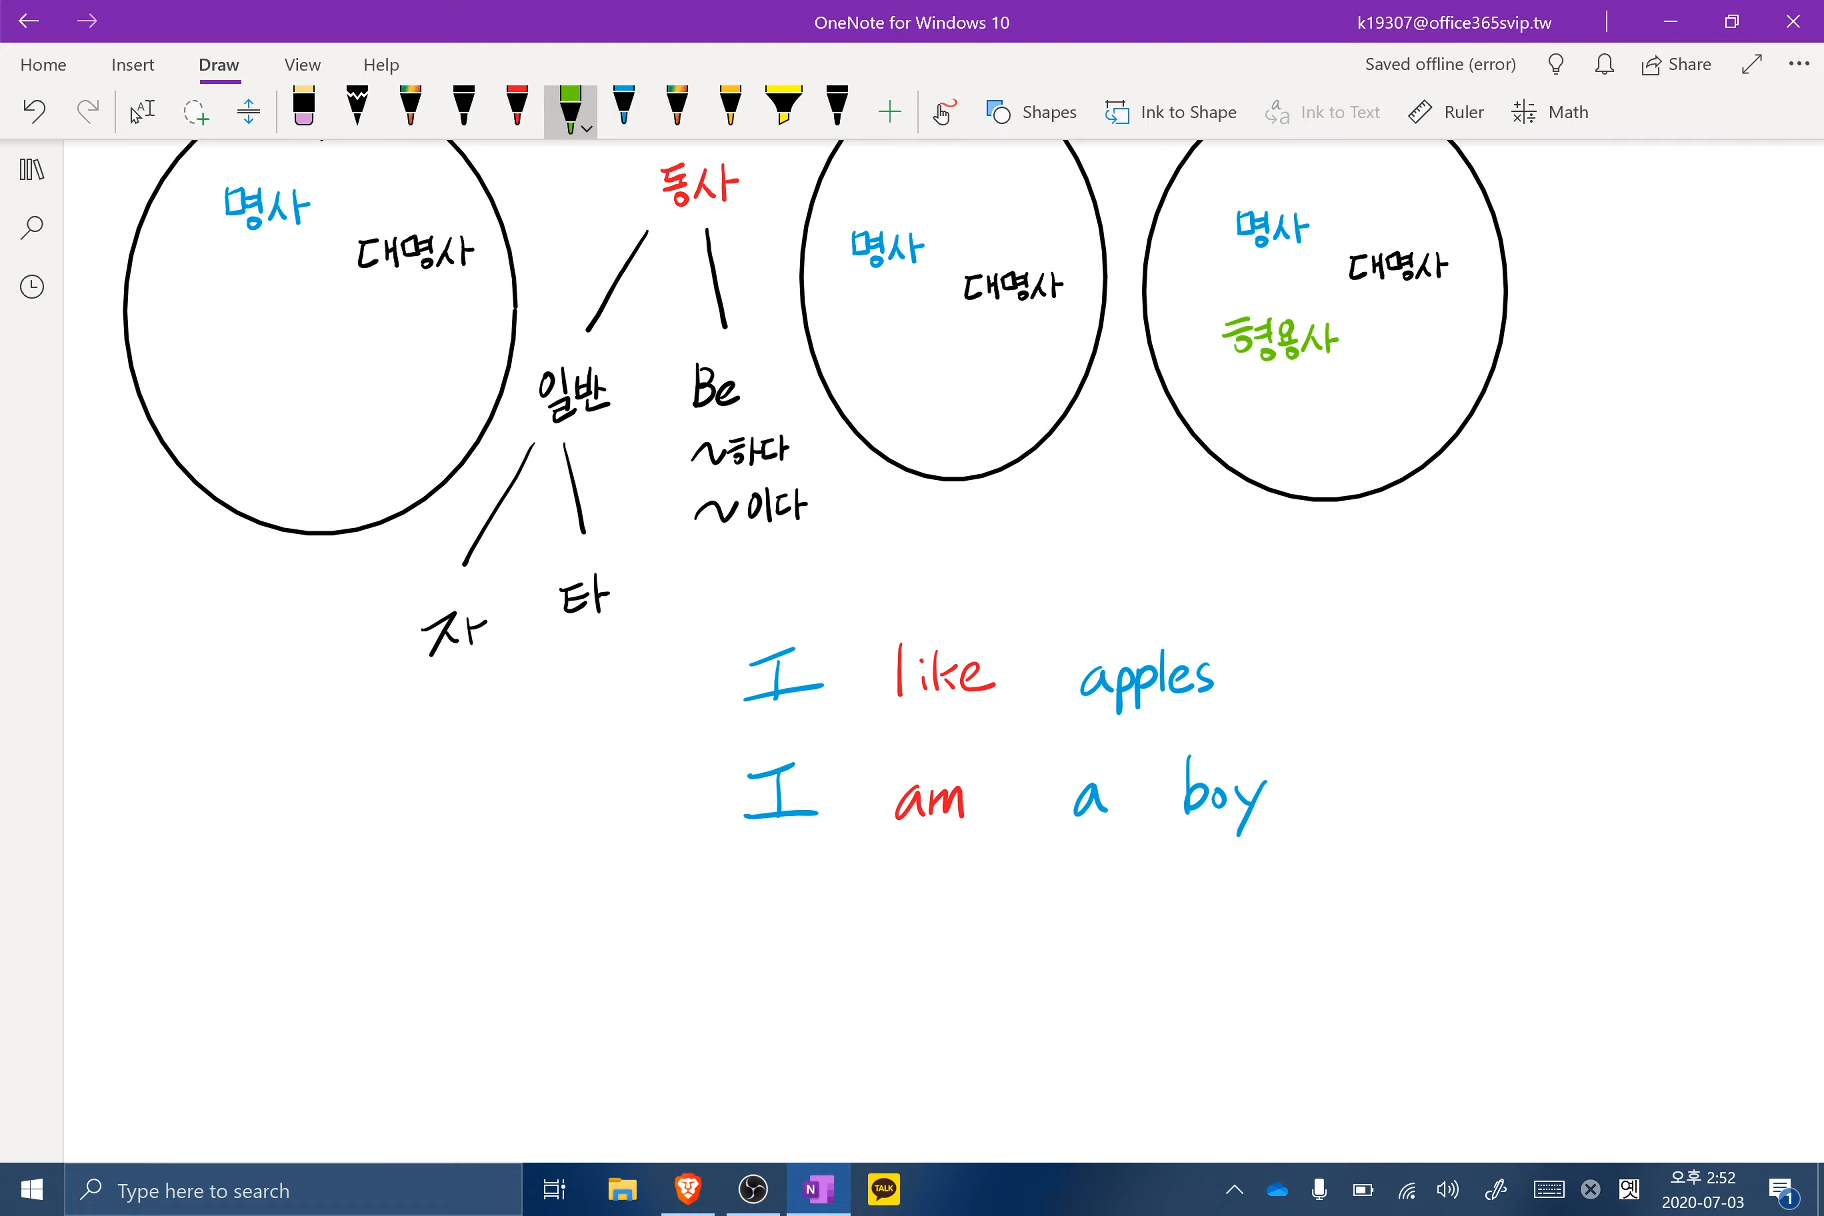 OneNote for Windows 10
k19307@office365svip.tw
Home Insert Draw View Help
Saved offline (error) Share
Shapes Ink to Shape Ink to Text Ruler Math
명사
대명사
동사
일반 Be
~하다
~이다
자 타
명사
대명사
명사
대명사
형용사
I like apples
I am a boy
Type here to search
TALK
오후 2:52
2020-07-03
1